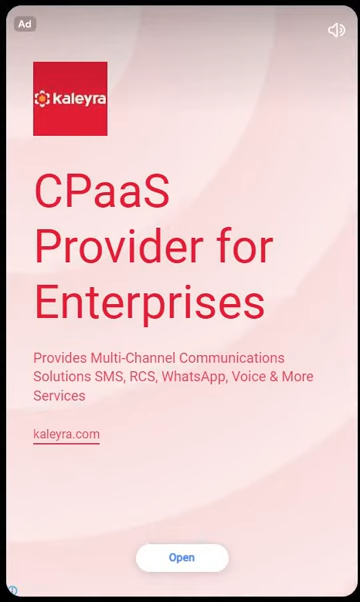 Ad
kaleyra
CPaaS
Provider for
Enterprises
Provides Multi-Channel Communications
Solutions SMS, RCS, WhatsApp, Voice & More
Services
kaleyra.com
Open